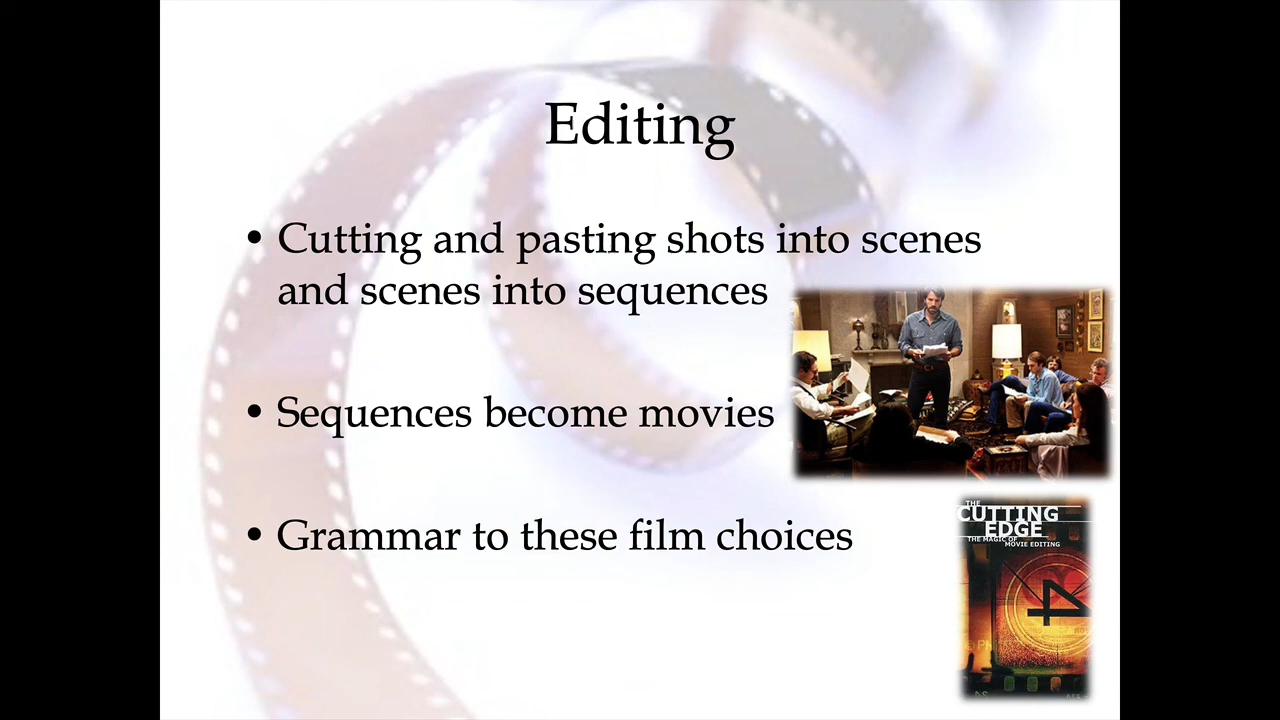 Editing
• Cutting and pasting shots into scenes
and scenes into sequences
• Sequences become movies
• Grammar to these film choices
THE
CUTTING
EDGE
THE MAGIC OF
MOVIE EDITING
4